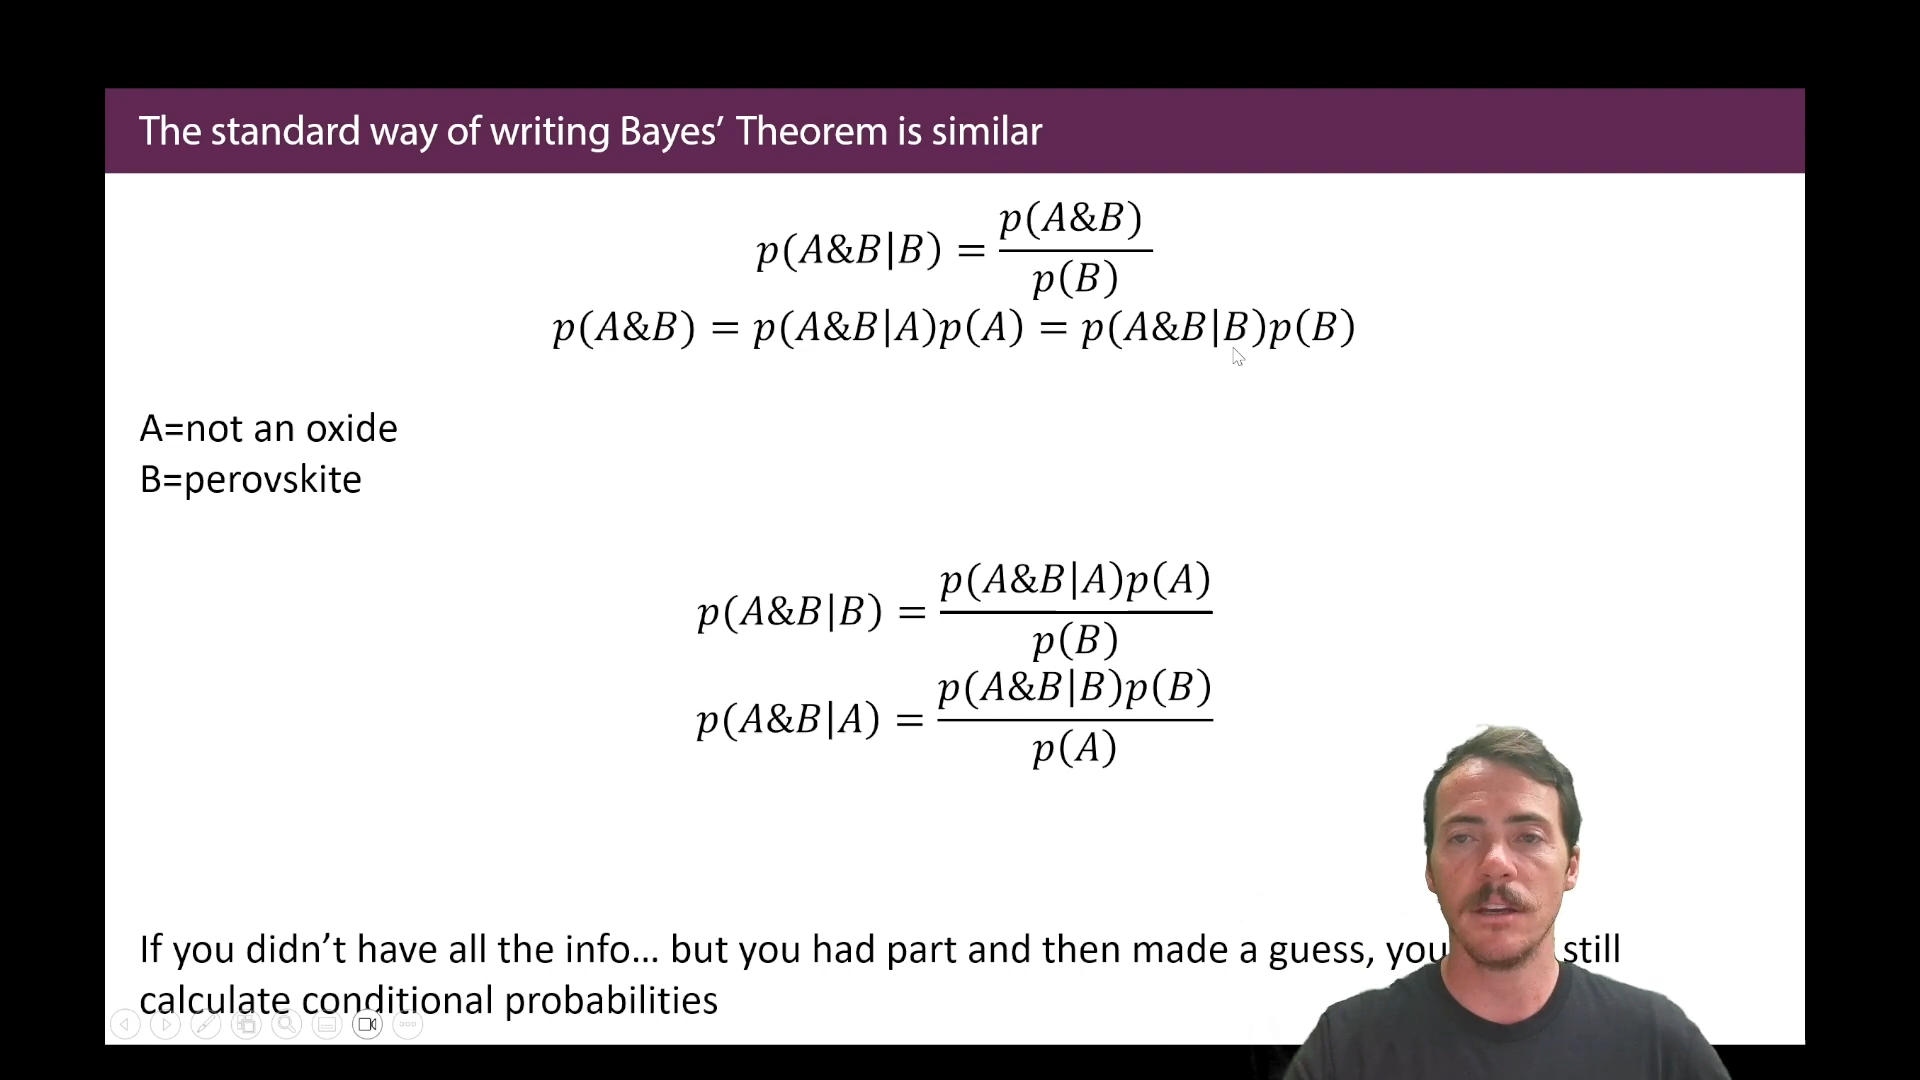 The standard way of writing Bayes’ Theorem is similar
p(A&B|B) = p(A&B) / p(B)
p(A&B) = p(A&B|A)p(A) = p(A&B|B)p(B)
A=not an oxide
B=perovskite
p(A&B|B) = p(A&B|A)p(A) / p(B)
p(A&B|A) = p(A&B|B)p(B) / p(A)
If you didn’t have all the info... but you had part and then made a guess, you still
calculate conditional probabilities